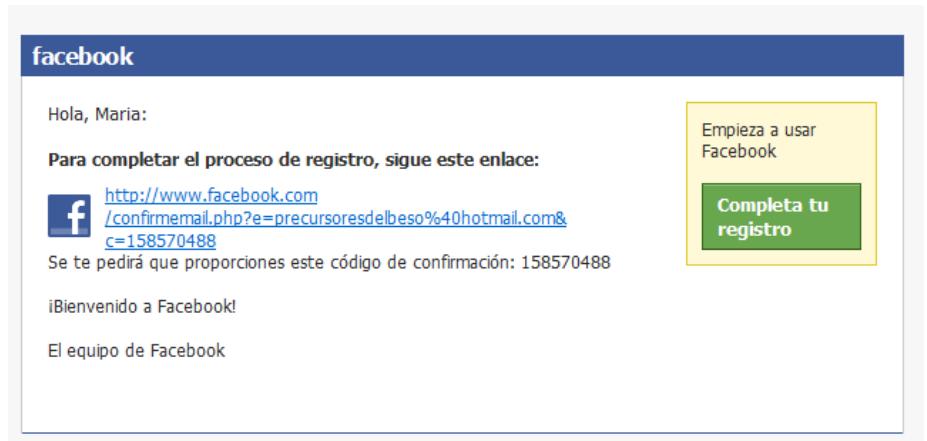 facebook
Hola, Maria:
Para completar el proceso de registro, sigue este enlace:
http://www.facebook.com
/confirmemail.php?e=precursoresdelbeso%40hotmail.com&
c=158570488
Se te pedirá que proporciones este código de confirmación: 158570488
¡Bienvenido a Facebook!
El equipo de Facebook
Empieza a usar
Facebook
Completa tu
registro